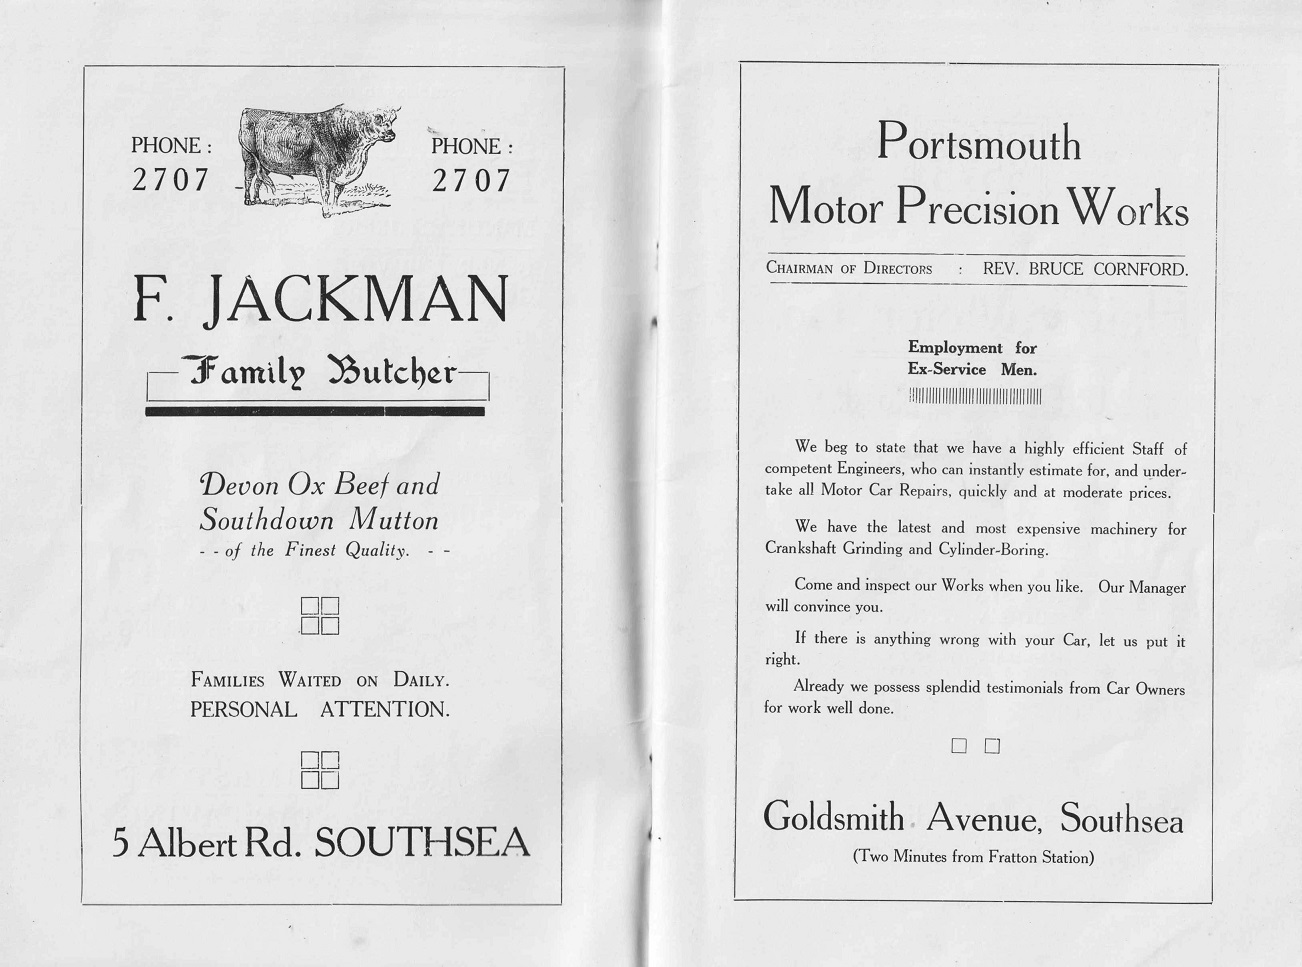 PHONE :
2707
PHONE :
2707
F. JACKMAN
Family Butcher
Devon Ox Beef and
Southdown Mutton
- - of the Finest Quality. - -
FAMILIES WAITED ON DAILY.
PERSONAL ATTENTION.
5 Albert Rd. SOUTHSEA
Portsmouth
Motor Precision Works
CHAIRMAN OF DIRECTORS : REV. BRUCE CORNFORD.
Employment for
Ex-Service Men.
We beg to state that we have a highly efficient Staff of
competent Engineers, who can instantly estimate for, and under-
take all Motor Car Repairs, quickly and at moderate prices.
We have the latest and most expensive machinery for
Crankshaft Grinding and Cylinder-Boring.
Come and inspect our Works when you like. Our Manager
will convince you.
If there is anything wrong with your Car, let us put it
right.
Already we possess splendid testimonials from Car Owners
for work well done.
Goldsmith Avenue, Southsea
(Two Minutes from Fratton Station)